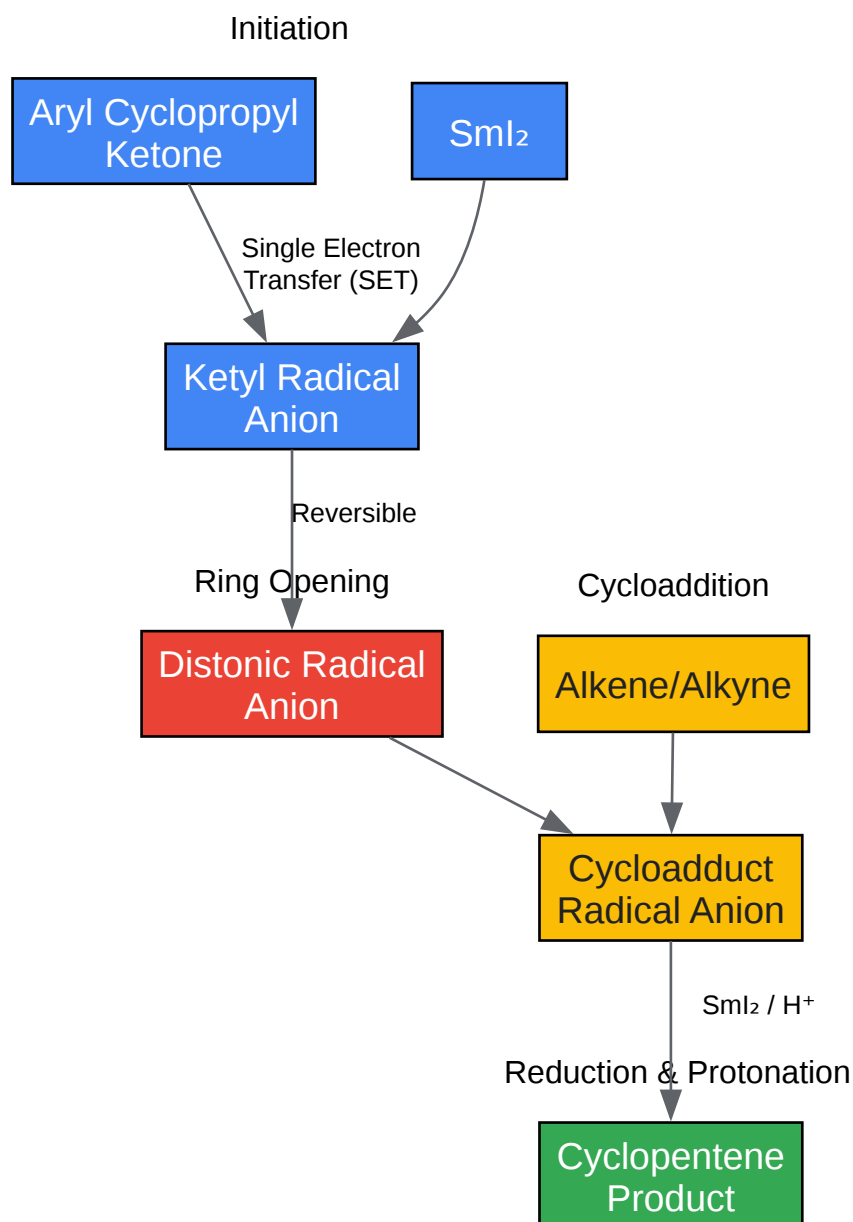 Initiation
Aryl Cyclopropyl
Ketone
SmI₂
Single Electron
Transfer (SET)
Ketyl Radical
Anion
Reversible
Ring Opening
Cycloaddition
Distonic Radical
Anion
Alkene/Alkyne
Cycloadduct
Radical Anion
SmI₂ / H⁺
Reduction & Protonation
Cyclopentene
Product